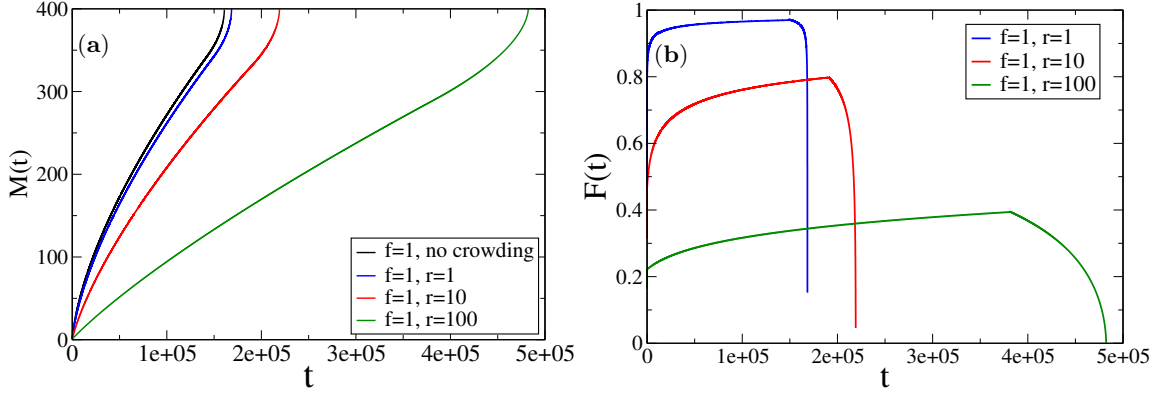 (a)
M(t)
400
300
200
100
0
0
1e+05
2e+05
3e+05
4e+05
5e+05
t
f=1, no crowding
f=1, r=1
f=1, r=10
f=1, r=100
(b)
F(t)
1
0.8
0.6
0.4
0.2
0
0
1e+05
2e+05
3e+05
4e+05
5e+05
t
f=1, r=1
f=1, r=10
f=1, r=100